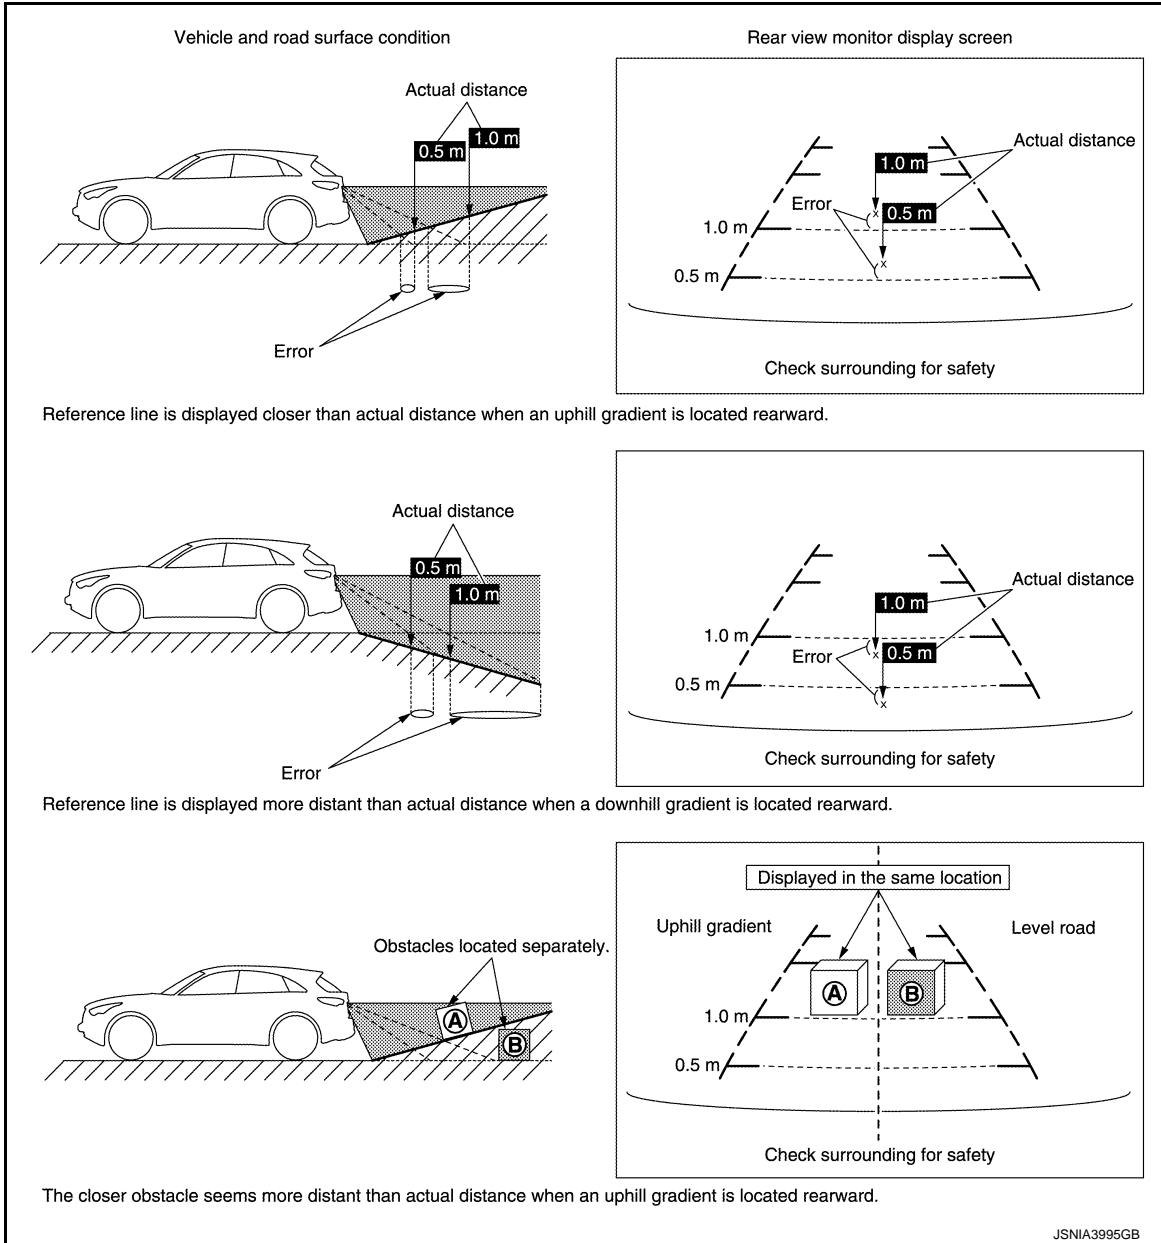 Vehicle and road surface condition
Rear view monitor display screen
Actual distance
1.0 m
0.5 m
Error
Actual distance
1.0 m
0.5 m
Error
1.0 m
0.5 m
Check surrounding for safety
Reference line is displayed closer than actual distance when an uphill gradient is located rearward.
Actual distance
0.5 m
1.0 m
Error
Actual distance
1.0 m
0.5 m
Error
1.0 m
0.5 m
Check surrounding for safety
Reference line is displayed more distant than actual distance when a downhill gradient is located rearward.
Obstacles located separately.
A
B
Displayed in the same location
Uphill gradient
Level road
A
B
1.0 m
0.5 m
Check surrounding for safety
The closer obstacle seems more distant than actual distance when an uphill gradient is located rearward.
JSNIA3995GB